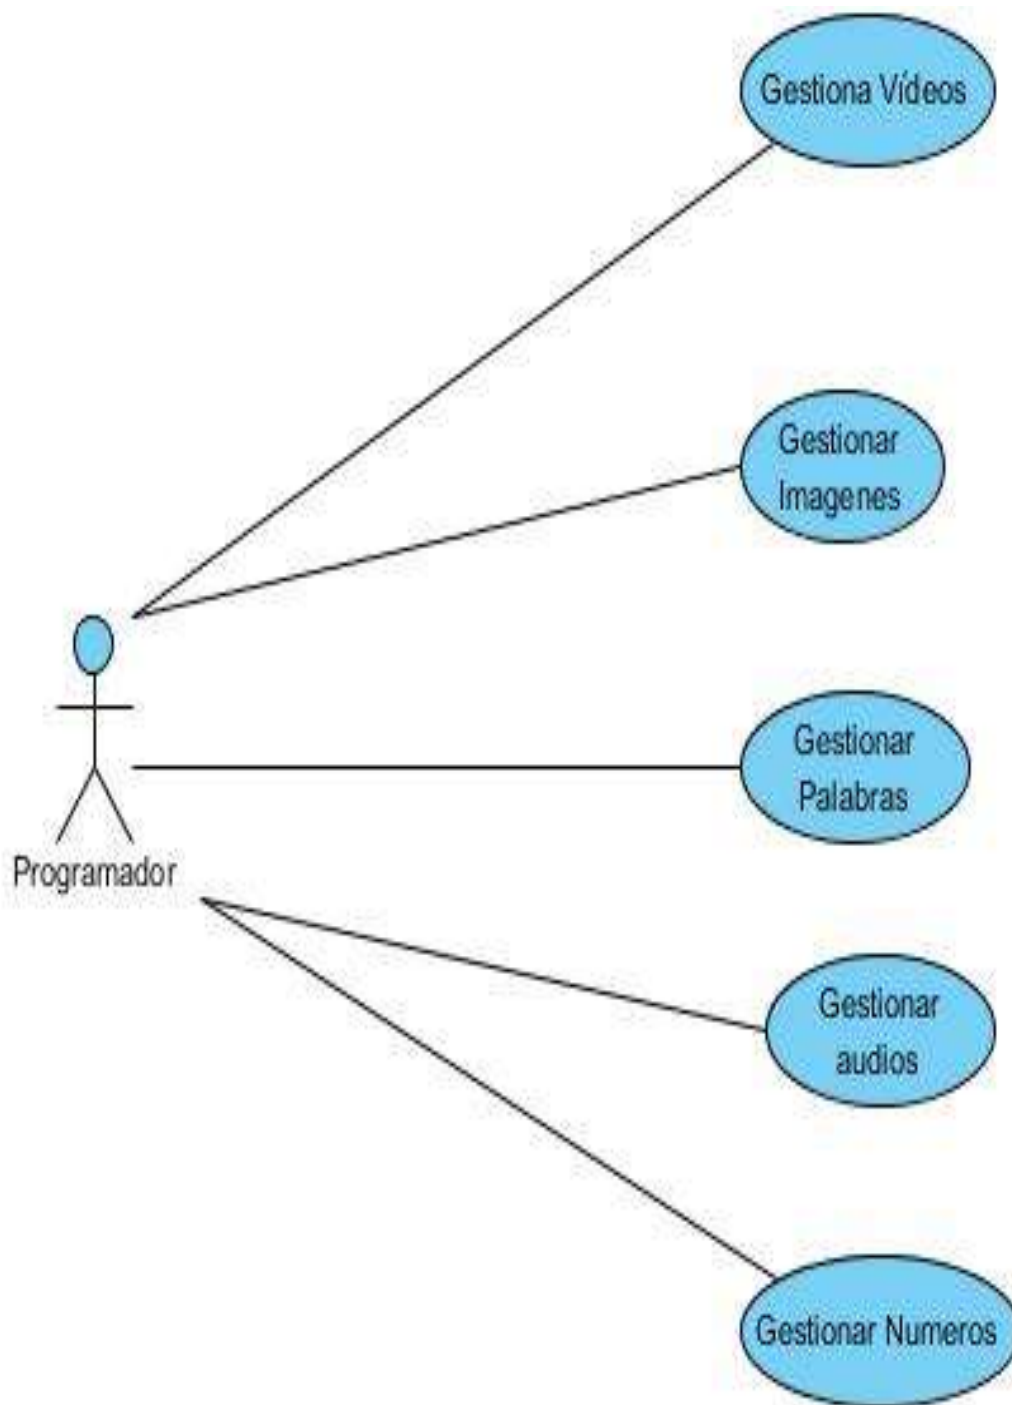 Gestiona Vídeos
Gestionar
Imagenes
Gestionar
Palabras
Programador
Gestionar
audios
Gestionar Numeros